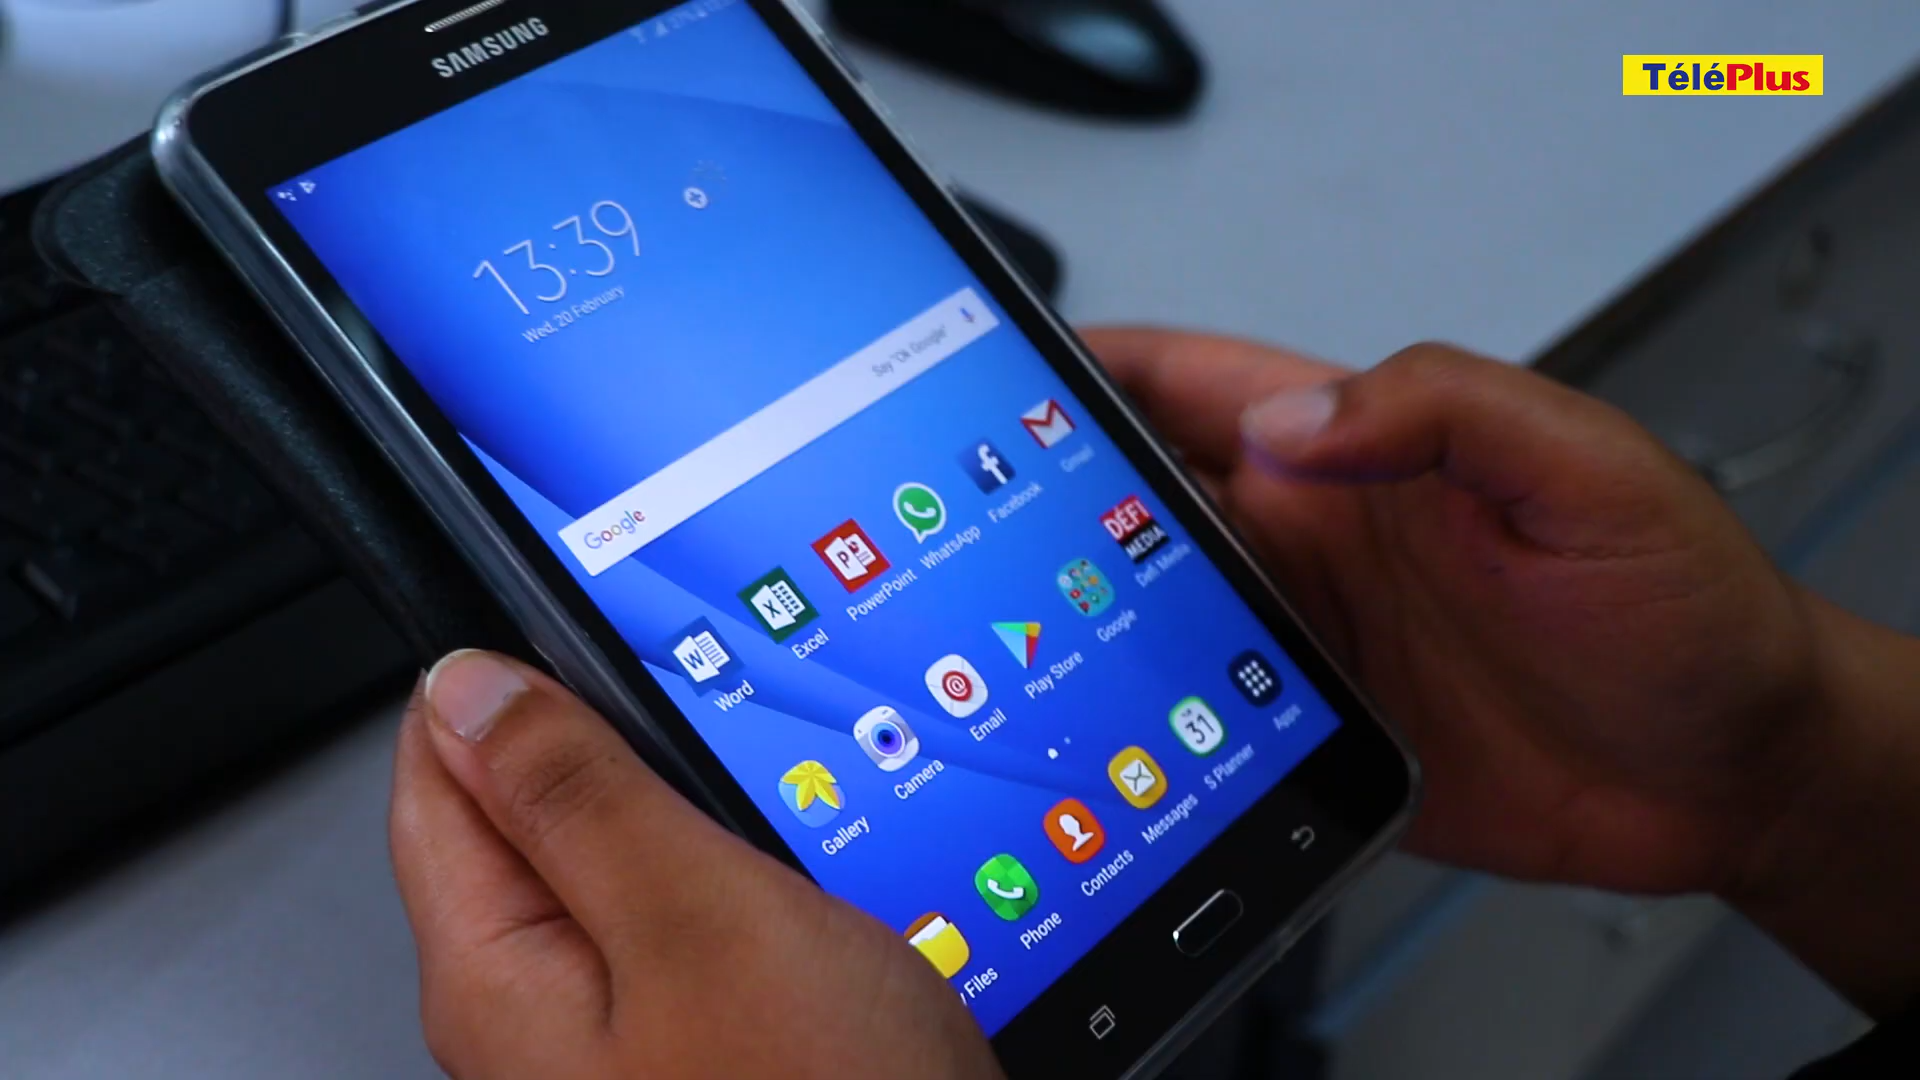 TéléPlus
SAMSUNG
13:39
Wed, 20 February
Google
Say "Ok Google"
Word
Excel
PowerPoint
WhatsApp
Facebook
Gmail
Gallery
Camera
Email
Play Store
Google
DÉFI
MEDIA
Defi Media
Files
Phone
Contacts
Messages
31
S Planner
Apps